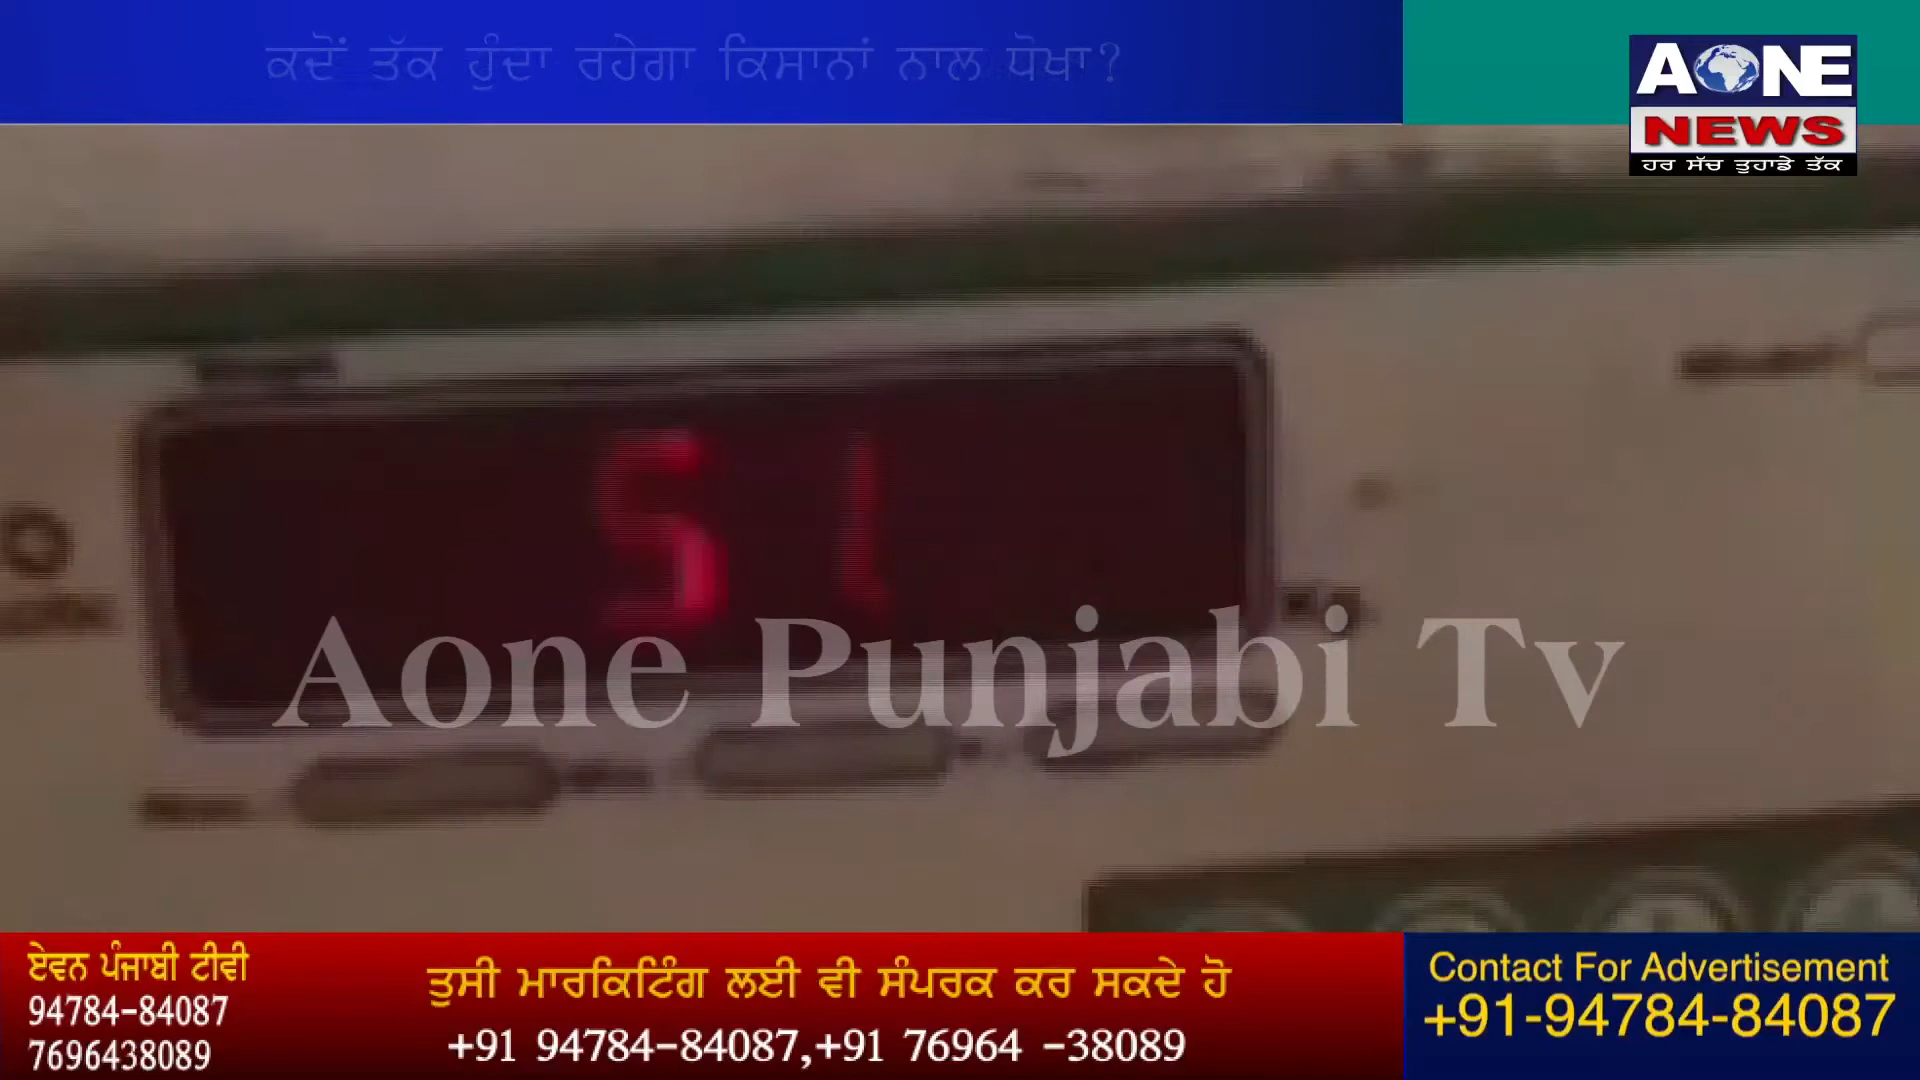 ਕਦੋਂ ਤੱਕ ਹੁੰਦਾ ਰਹੇਗਾ ਕਿਸਾਨਾਂ ਨਾਲ ਧੋਖਾ?
AONE
NEWS
ਹਰ ਸੱਚ ਤੁਹਾਡੇ ਤੱਕ
51
Aone Punjabi Tv
ਏਵਨ ਪੰਜਾਬੀ ਟੀਵੀ
94784-84087
7696438089
ਤੁਸੀ ਮਾਰਕਿਟਿੰਗ ਲਈ ਵੀ ਸੰਪਰਕ ਕਰ ਸਕਦੇ ਹੋ
+91 94784-84087,+91 76964 -38089
Contact For Advertisement
+91-94784-84087